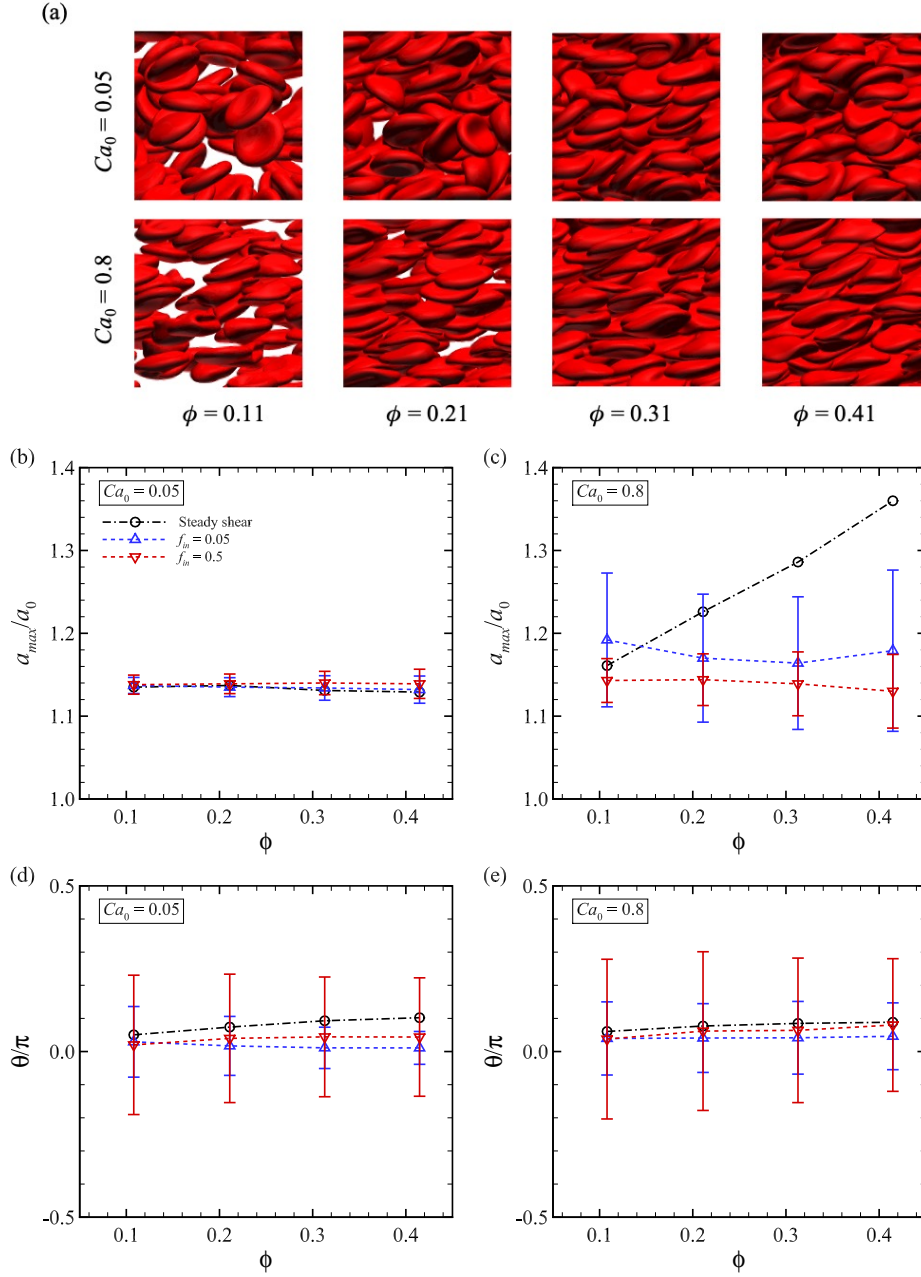 (a)
Ca0 = 0.05
Ca0 = 0.8
ϕ = 0.11
ϕ = 0.21
ϕ = 0.31
ϕ = 0.41
(b)
1.4
1.3
1.2
1.1
1.0
amax/a0
Ca0 = 0.05
Steady shear
fin = 0.05
fin = 0.5
0.1
0.2
0.3
0.4
ϕ
(c)
1.4
1.3
1.2
1.1
1.0
amax/a0
Ca0 = 0.8
0.1
0.2
0.3
0.4
ϕ
(d)
0.5
0.0
-0.5
θ/π
Ca0 = 0.05
0.1
0.2
0.3
0.4
ϕ
(e)
0.5
0.0
-0.5
θ/π
Ca0 = 0.8
0.1
0.2
0.3
0.4
ϕ